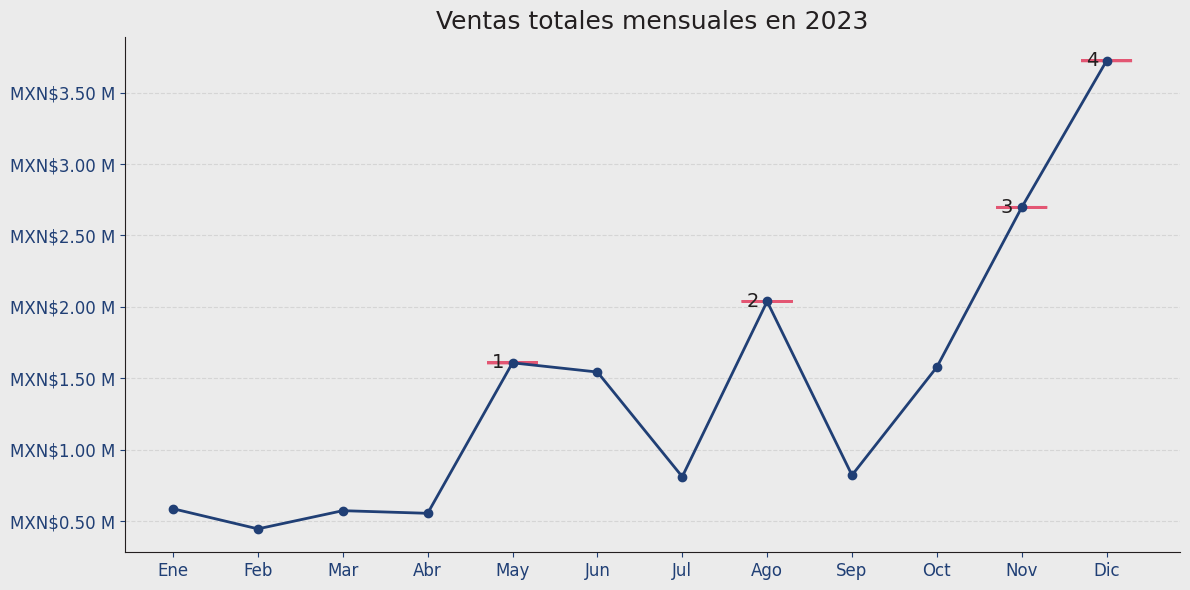 Ventas totales mensuales en 2023
MXN$3.50 M
MXN$3.00 M
MXN$2.50 M
MXN$2.00 M
MXN$1.50 M
MXN$1.00 M
MXN$0.50 M
4
3
2
1
Ene Feb Mar Abr May Jun Jul Ago Sep Oct Nov Dic